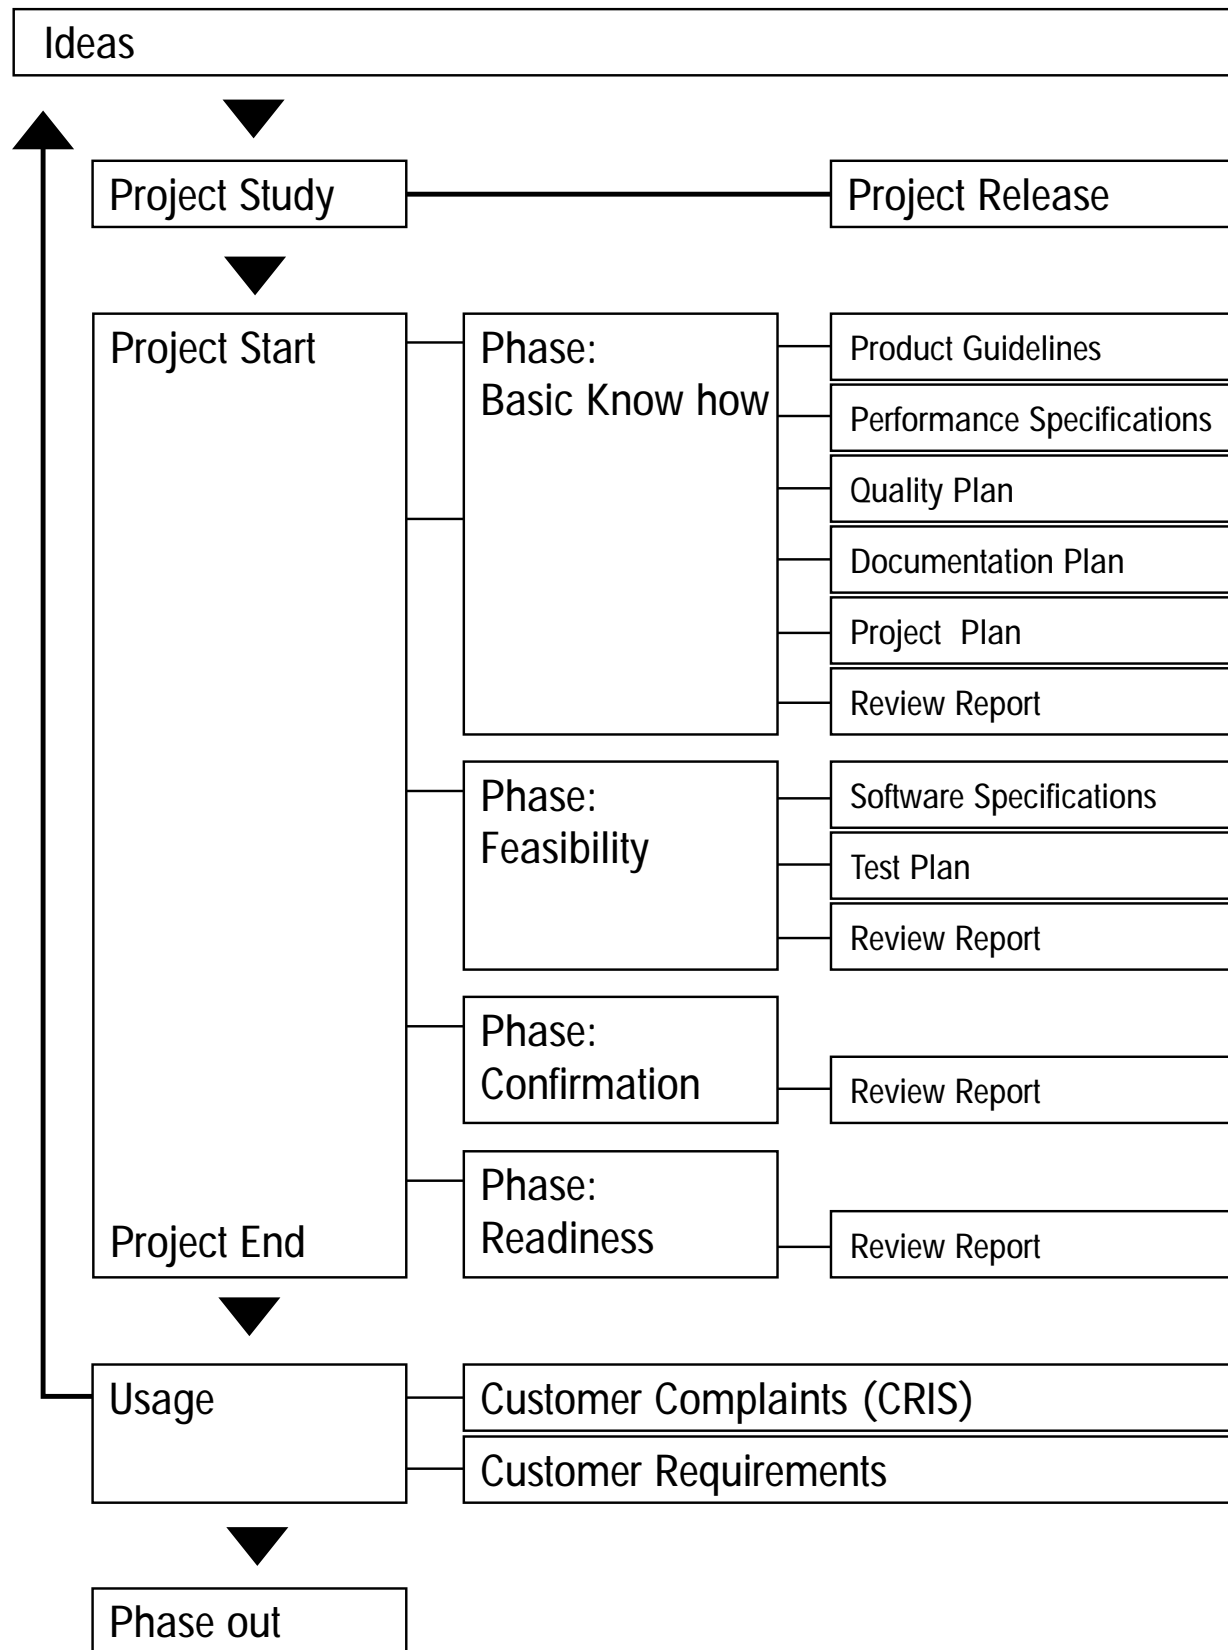 Ideas
Project Study
Project Release
Project Start
Phase:
Basic Know how
Product Guidelines
Performance Specifications
Quality Plan
Documentation Plan
Project  Plan
Review Report
Phase:
Feasibility
Software Specifications
Test Plan
Review Report
Phase:
Confirmation
Review Report
Phase:
Readiness
Review Report
Project End
Usage
Customer Complaints (CRIS)
Customer Requirements
Phase out